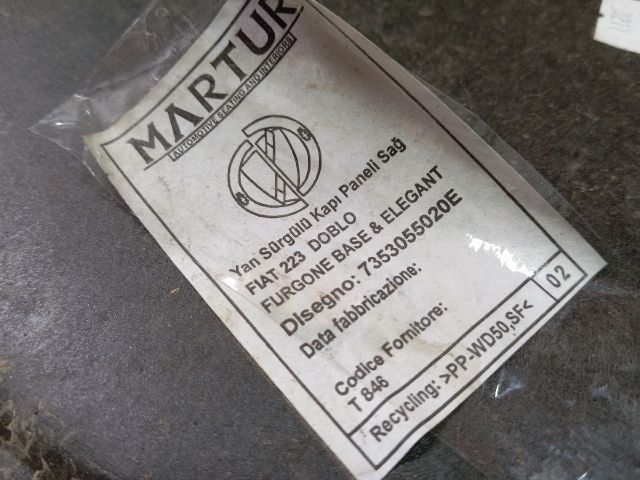 MARTUR
AUTOMOTIVE SEATING AND INTERIORS
Yan Sürgülü Kapı Paneli Sağ
FIAT 223 DOBLO
FURGONE BASE & ELEGANT
Disegno: 7353055020E
Data fabbricazione:
Codice Fornitore:
T 846
Recycling: >PP-WD50,SF<
02